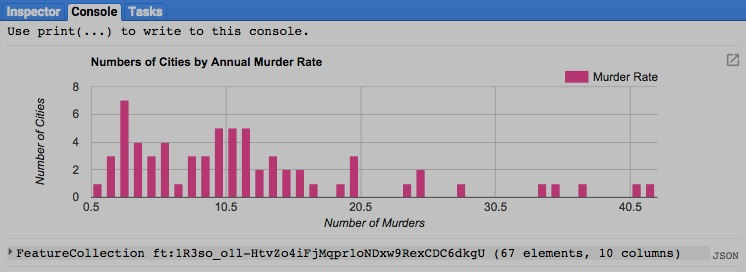 Inspector Console Tasks
Use print(...) to write to this console.
Numbers of Cities by Annual Murder Rate
Murder Rate
Number of Cities
8
6
4
2
0
0.5 10.5 20.5 30.5 40.5
Number of Murders
FeatureCollection ft:1R3so_o1l-HtvZo4iFjMqprloNDxw9RexCDC6dkgU (67 elements, 10 columns) JSON